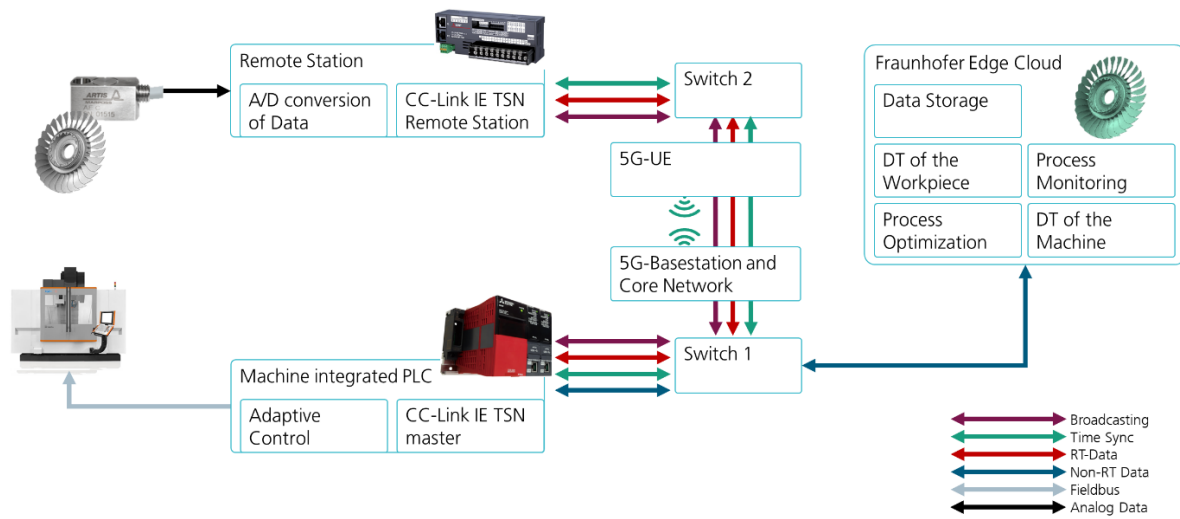 Remote Station
A/D conversion
of Data
CC-Link IE TSN
Remote Station
ARTIS
Switch 2
5G-UE
5G-Basestation and
Core Network
Switch 1
Machine integrated PLC
Adaptive
Control
CC-Link IE TSN
master
Fraunhofer Edge Cloud
Data Storage
DT of the
Workpiece
Process
Monitoring
Process
Optimization
DT of the
Machine
Broadcasting
Time Sync
RT-Data
Non-RT Data
Fieldbus
Analog Data